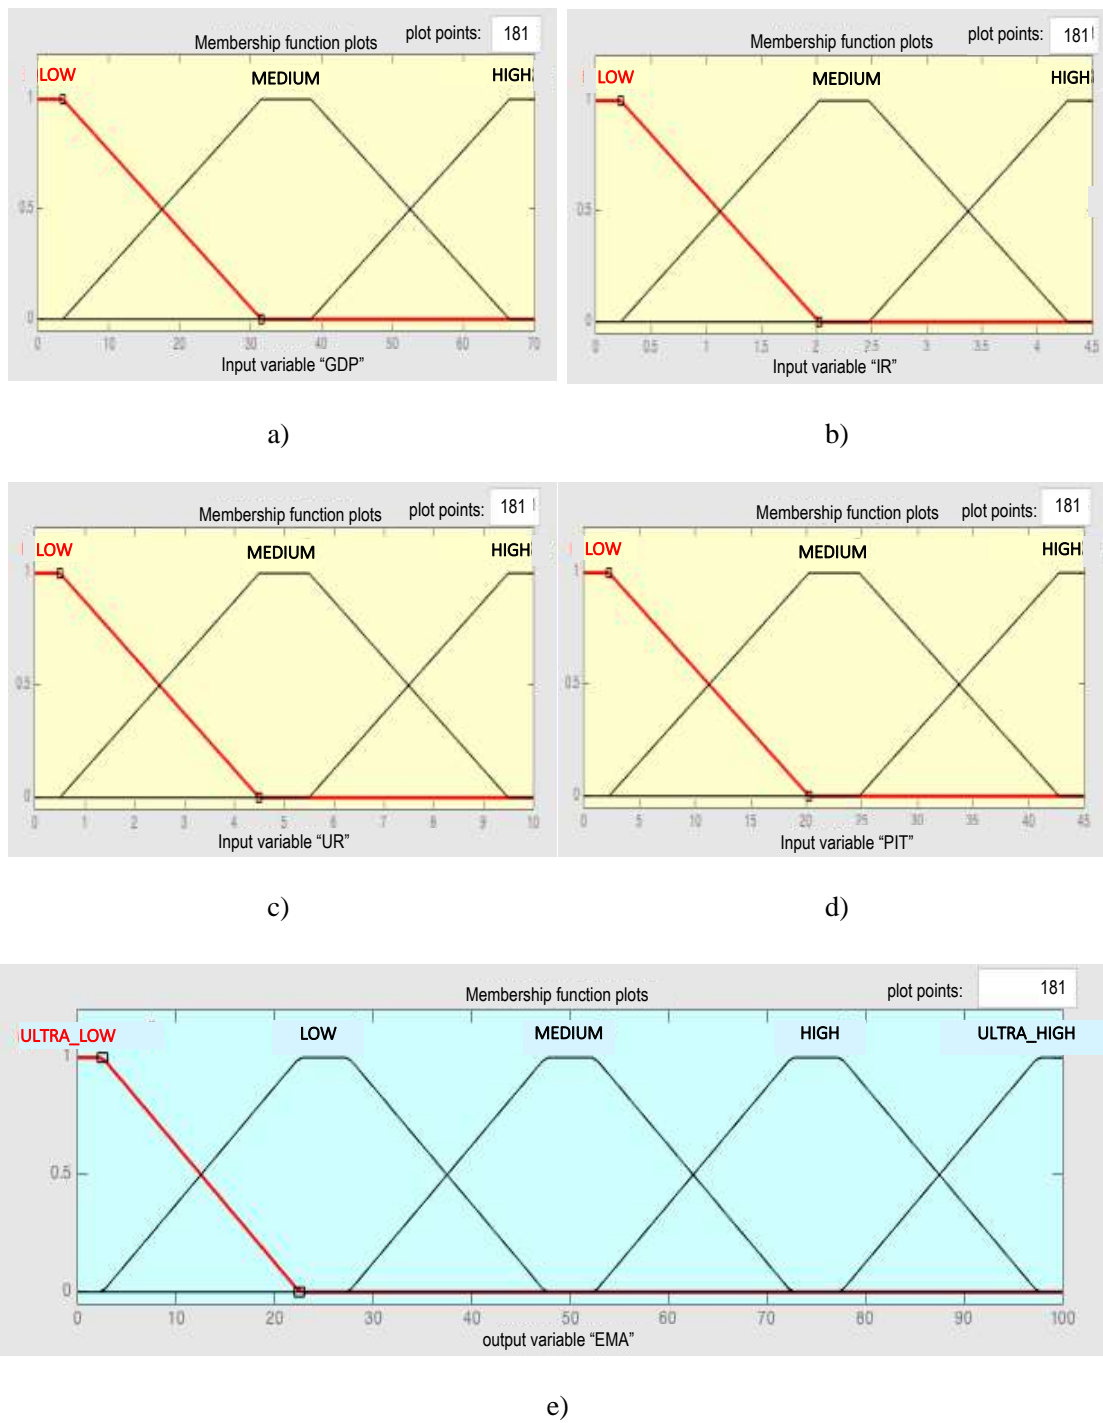 Membership function plots plot points: 181
LOW MEDIUM HIGH
1
0.5
0
0 10 20 30 40 50 60 70
Input variable “GDP”
a)
Membership function plots plot points: 181
LOW MEDIUM HIGH
1
0.5
0
0 0.5 1 1.5 2 2.5 3 3.5 4 4.5
Input variable “IR”
b)
Membership function plots plot points: 181
LOW MEDIUM HIGH
1
0.5
0
0 1 2 3 4 5 6 7 8 9 10
Input variable “UR”
c)
Membership function plots plot points: 181
LOW MEDIUM HIGH
1
0.5
0
0 5 10 15 20 25 30 35 40 45
Input variable “PIT”
d)
Membership function plots plot points: 181
ULTRA_LOW LOW MEDIUM HIGH ULTRA_HIGH
1
0.5
0
0 10 20 30 40 50 60 70 80 90 100
output variable “EMA”
e)